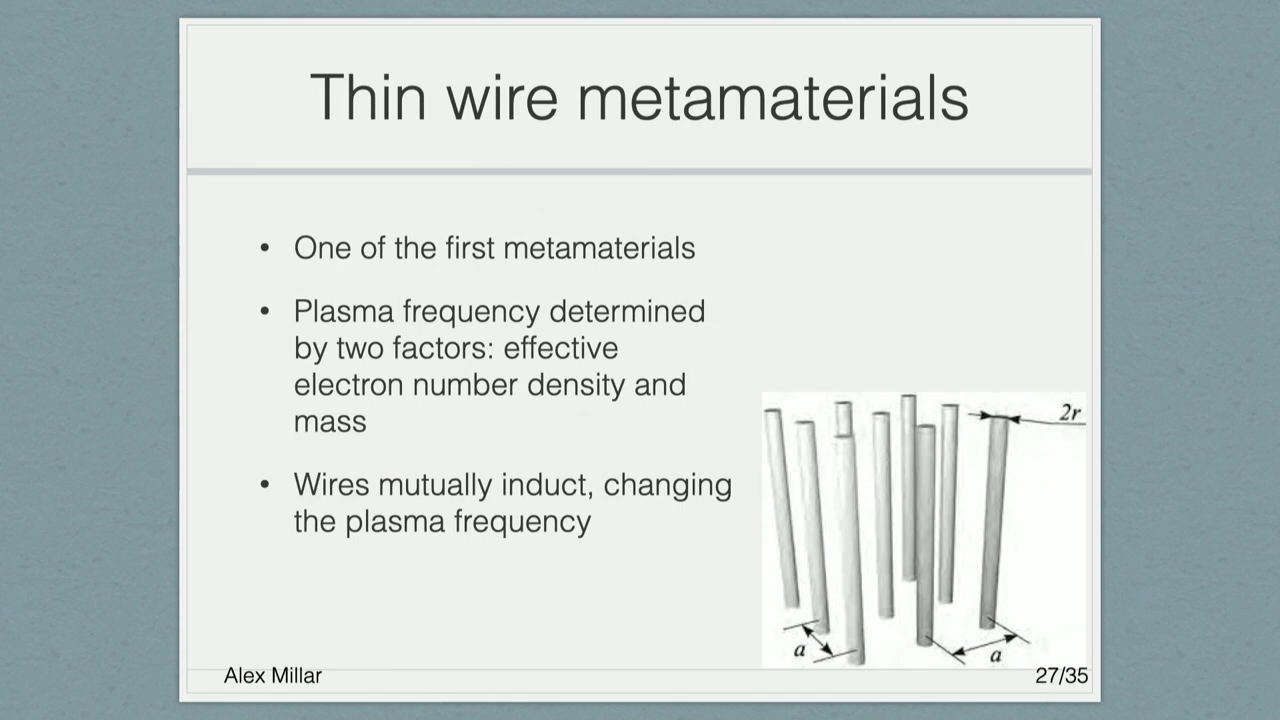 Thin wire metamaterials
• One of the first metamaterials
• Plasma frequency determined
by two factors: effective
electron number density and
mass
• Wires mutually induct, changing
the plasma frequency
2r
a
a
Alex Millar
27/35